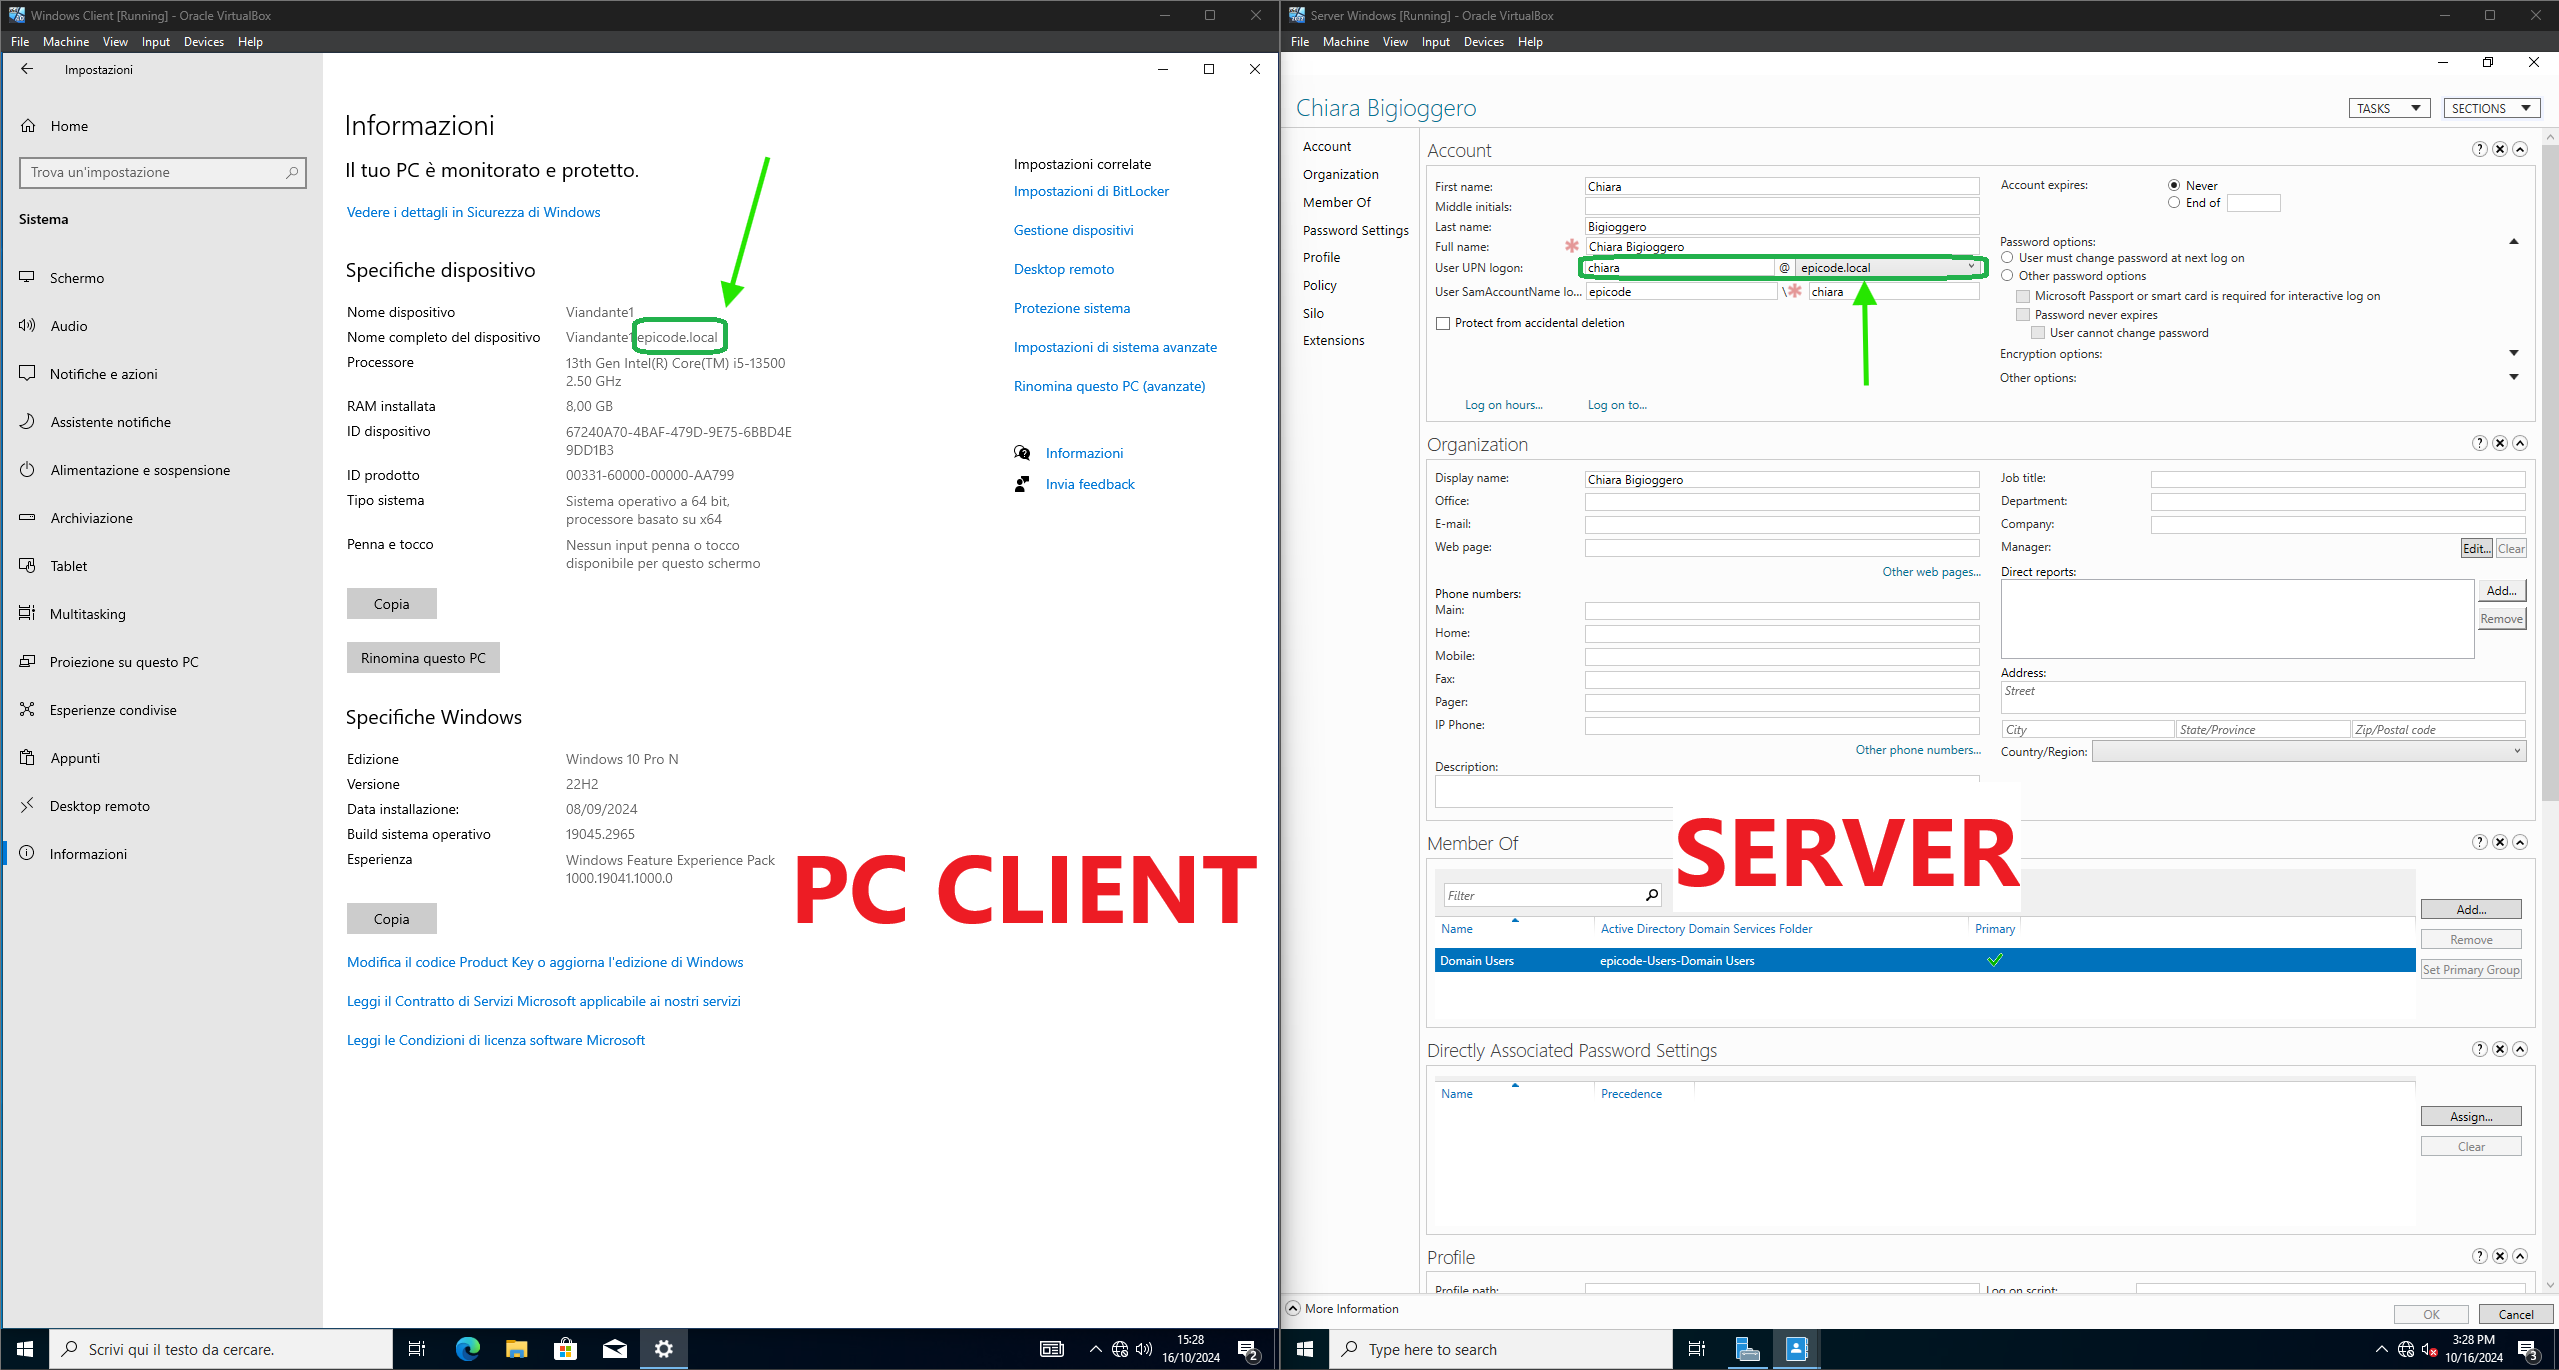 Windows Client [Running] - Oracle VirtualBox
File Machine View Input Devices Help
Impostazioni
Home
Trova un'impostazione
Sistema
Schermo
Audio
Notifiche e azioni
Assistente notifiche
Alimentazione e sospensione
Archiviazione
Tablet
Multitasking
Proiezione su questo PC
Esperienze condivise
Appunti
Desktop remoto
Informazioni
Informazioni
Il tuo PC è monitorato e protetto.
Vedere i dettagli in Sicurezza di Windows
Specifiche dispositivo
Nome dispositivo Viandante1
Nome completo del dispositivo Viandante1.epicode.local
Processore 13th Gen Intel(R) Core(TM) i5-13500
2.50 GHz
RAM installata 8,00 GB
ID dispositivo 67240A70-4BAF-479D-9E75-6BBD4E
9DD1B3
ID prodotto 00331-60000-00000-AA799
Tipo sistema Sistema operativo a 64 bit,
processore basato su x64
Penna e tocco Nessun input penna o tocco
disponibile per questo schermo
Copia
Rinomina questo PC
Specifiche Windows
Edizione Windows 10 Pro N
Versione 22H2
Data installazione: 08/09/2024
Build sistema operativo 19045.2965
Esperienza Windows Feature Experience Pack
1000.19041.1000.0
Copia
Modifica il codice Product Key o aggiorna l'edizione di Windows
Leggi il Contratto di Servizi Microsoft applicabile ai nostri servizi
Leggi le Condizioni di licenza software Microsoft
Impostazioni correlate
Impostazioni di BitLocker
Gestione dispositivi
Desktop remoto
Protezione sistema
Impostazioni di sistema avanzate
Rinomina questo PC (avanzate)
Informazioni
Invia feedback
PC CLIENT
Scrivi qui il testo da cercare.
15:28
16/10/2024
2
Server Windows [Running] - Oracle VirtualBox
File Machine View Input Devices Help
Chiara Bigioggero
TASKS SECTIONS
Account
Organization
Member Of
Password Settings
Profile
Policy
Silo
Extensions
Account
First name: Chiara
Middle initials:
Last name: Bigioggero
Full name: Chiara Bigioggero
User UPN logon: chiara @ epicode.local
User SamAccountName lo... epicode \ chiara
Protect from accidental deletion
Log on hours... Log on to...
Account expires: Never
End of
Password options:
User must change password at next log on
Other password options
Microsoft Passport or smart card is required for interactive log on
Password never expires
User cannot change password
Encryption options:
Other options:
Organization
Display name: Chiara Bigioggero
Office:
E-mail:
Web page:
Other web pages...
Phone numbers:
Main:
Home:
Mobile:
Fax:
Pager:
IP Phone:
Other phone numbers...
Description:
Job title:
Department:
Company:
Manager: Edit... Clear
Direct reports:
Add...
Remove
Address:
Street
City State/Province Zip/Postal code
Country/Region:
SERVER
Member Of
Filter
Name Active Directory Domain Services Folder Primary
Domain Users epicode-Users-Domain Users
Add...
Remove
Set Primary Group
Directly Associated Password Settings
Name Precedence
Assign...
Clear
Profile
Profile path: Log on script:
More Information
OK Cancel
Type here to search
3:28 PM
10/16/2024
3